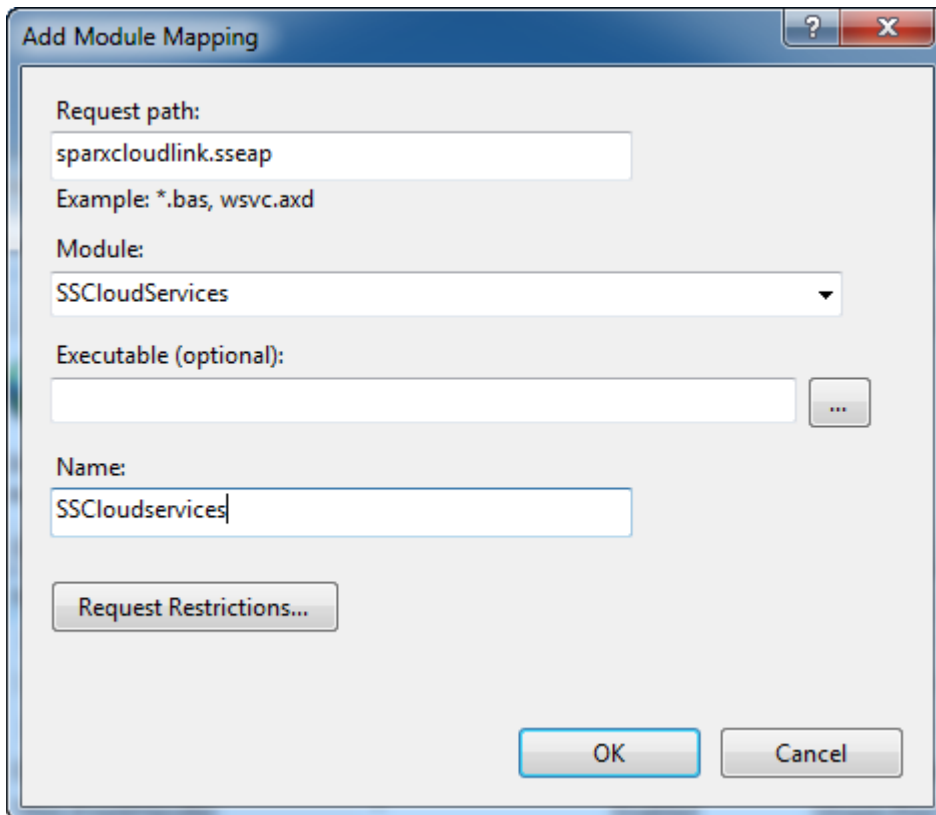 Add Module Mapping
?
Request path:
sparxcloudlink.sseap
Example: *.bas, wsvc.axd
Module:
SSCloudServices
Executable (optional):
...
Name:
SSCloudservices
Request Restrictions...
OK
Cancel